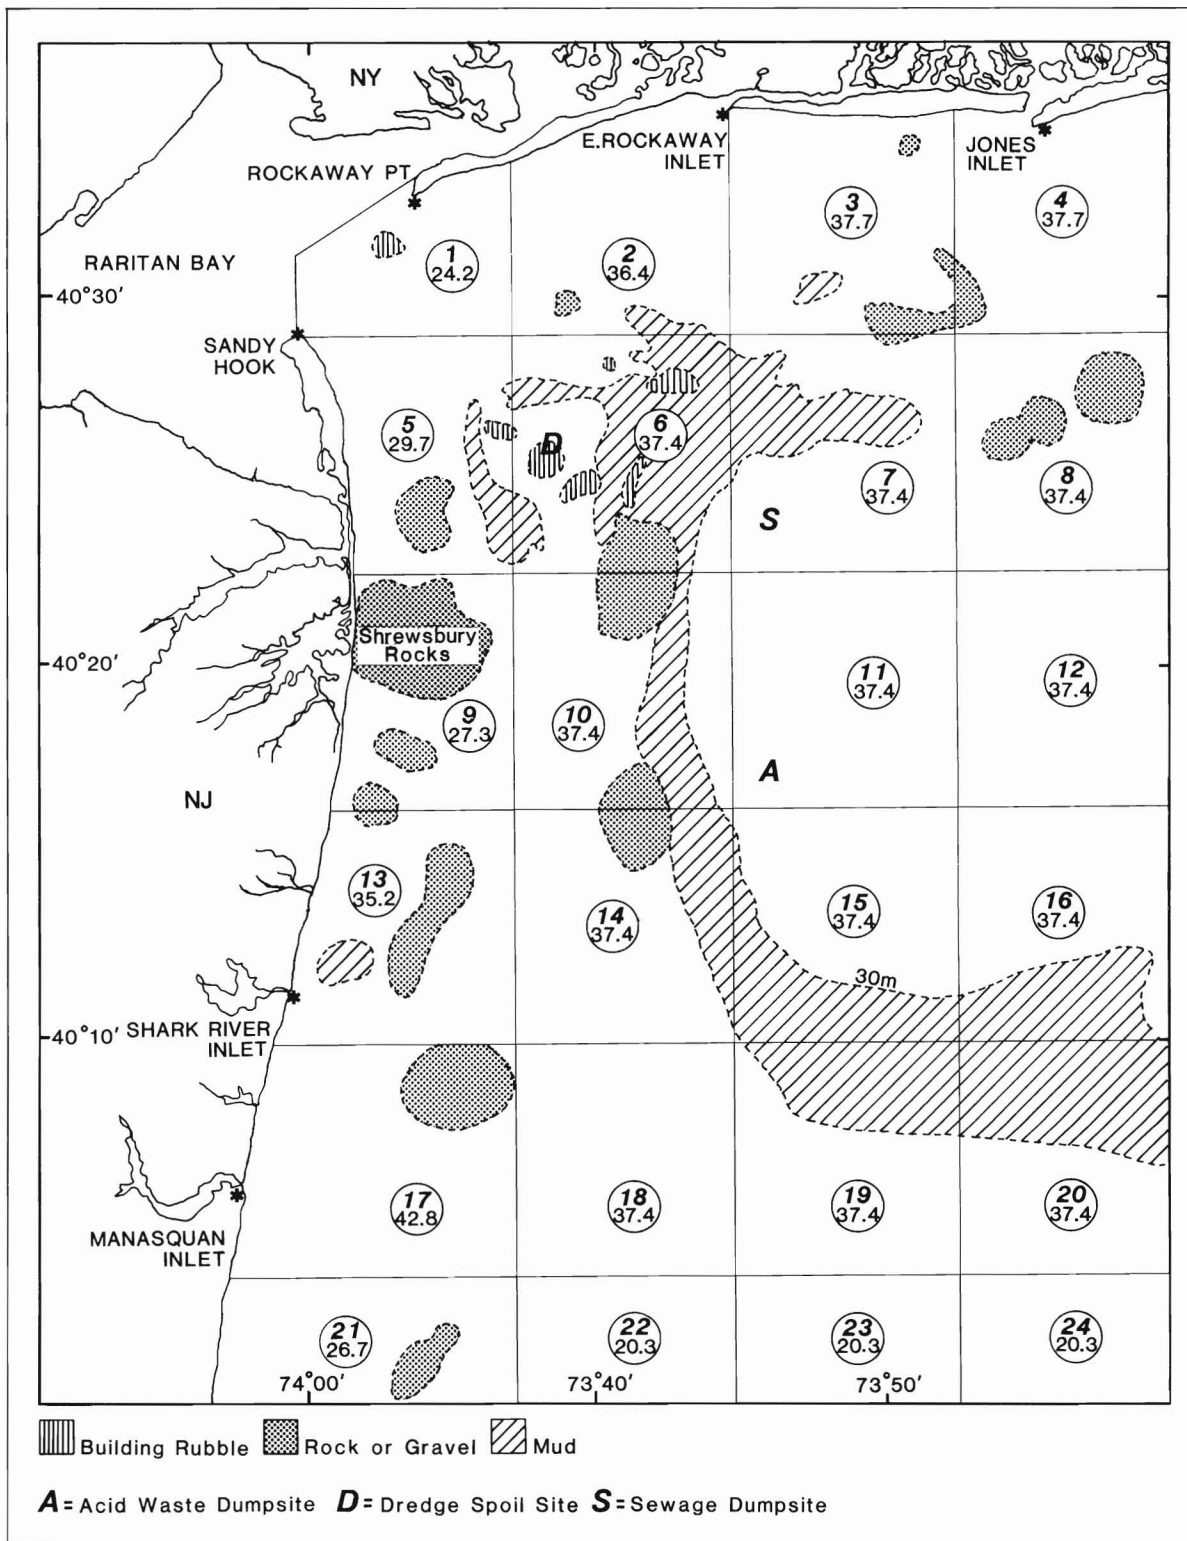 NY
E.ROCKAWAY
INLET
JONES
INLET
ROCKAWAY PT
3
37.7
4
37.7
RARITAN BAY
1
24.2
2
36.4
40°30'
SANDY
HOOK
5
29.7
D
6
37.4
7
37.4
8
37.4
S
Shrewsbury
Rocks
40°20'
11
37.4
12
37.4
9
27.3
10
37.4
A
NJ
13
35.2
14
37.4
15
37.4
16
37.4
30m
40°10'
SHARK RIVER
INLET
17
42.8
18
37.4
19
37.4
20
37.4
MANASQUAN
INLET
21
26.7
22
20.3
23
20.3
24
20.3
74°00'
73°40'
73°50'
Building Rubble Rock or Gravel Mud
A = Acid Waste Dumpsite D = Dredge Spoil Site S = Sewage Dumpsite